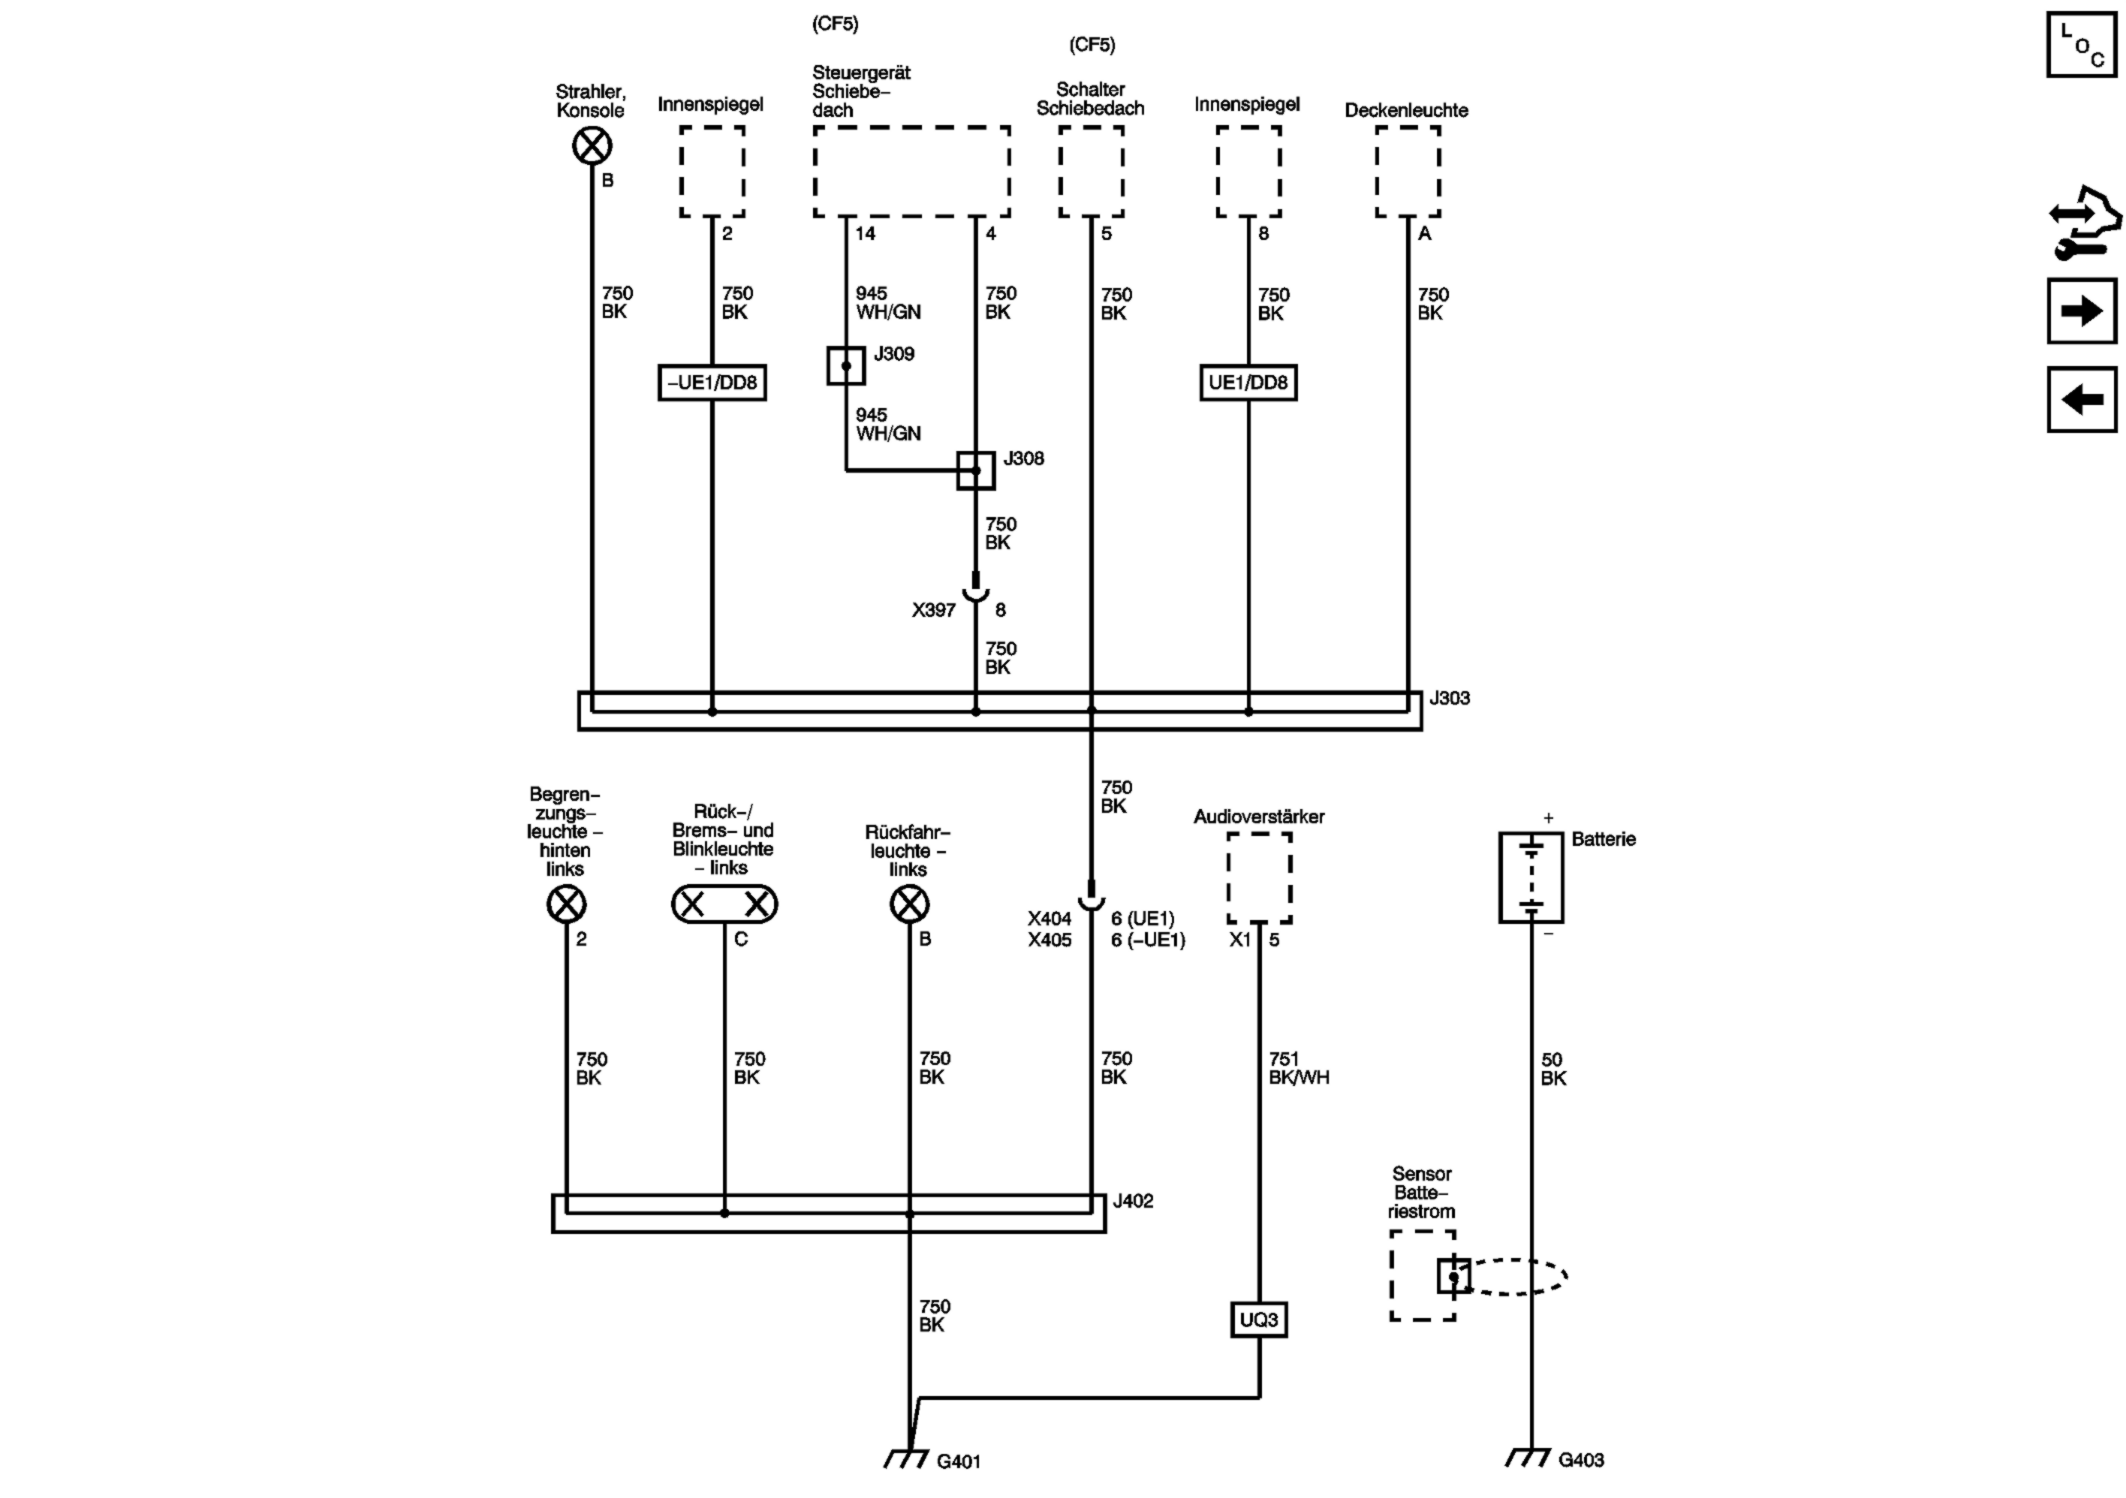 (CF5)
(CF5)
L
O
C
Steuergerät
Schiebe–
dach
Strahler,
Konsole
Innenspiegel
Schalter
Schiebedach
Innenspiegel
Deckenleuchte
B
2
14
4
5
8
A
750
BK
750
BK
945
WH/GN
750
BK
750
BK
750
BK
750
BK
J309
–UE1/DD8
UE1/DD8
945
WH/GN
J308
750
BK
X397
8
750
BK
J303
750
BK
Begren–
zungs–
leuchte –
hinten
links
Rück–/
Brems– und
Blinkleuchte
– links
Rückfahr–
leuchte –
links
Audioverstärker
+
Batterie
–
X404
6 (UE1)
X405
6 (–UE1)
2
C
B
X1
5
750
BK
750
BK
750
BK
750
BK
751
BK/WH
50
BK
J402
Sensor
Batte–
riestrom
750
BK
UQ3
G401
G403